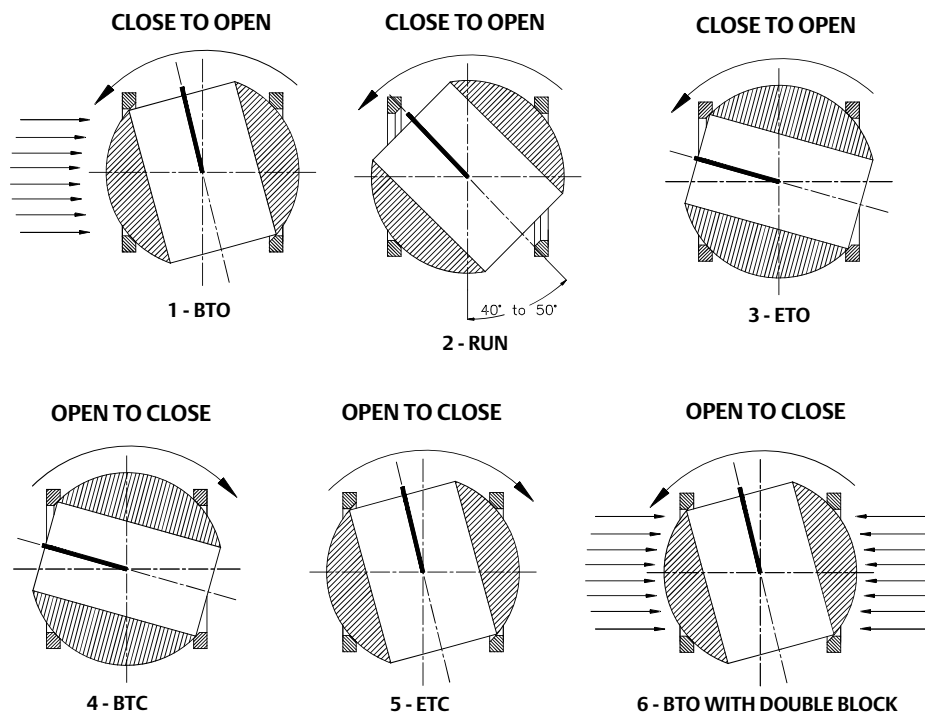 CLOSE TO OPEN
CLOSE TO OPEN
CLOSE TO OPEN
1 - BTO
40° to 50°
2 - RUN
3 - ETO
OPEN TO CLOSE
OPEN TO CLOSE
OPEN TO CLOSE
4 - BTC
5 - ETC
6 - BTO WITH DOUBLE BLOCK